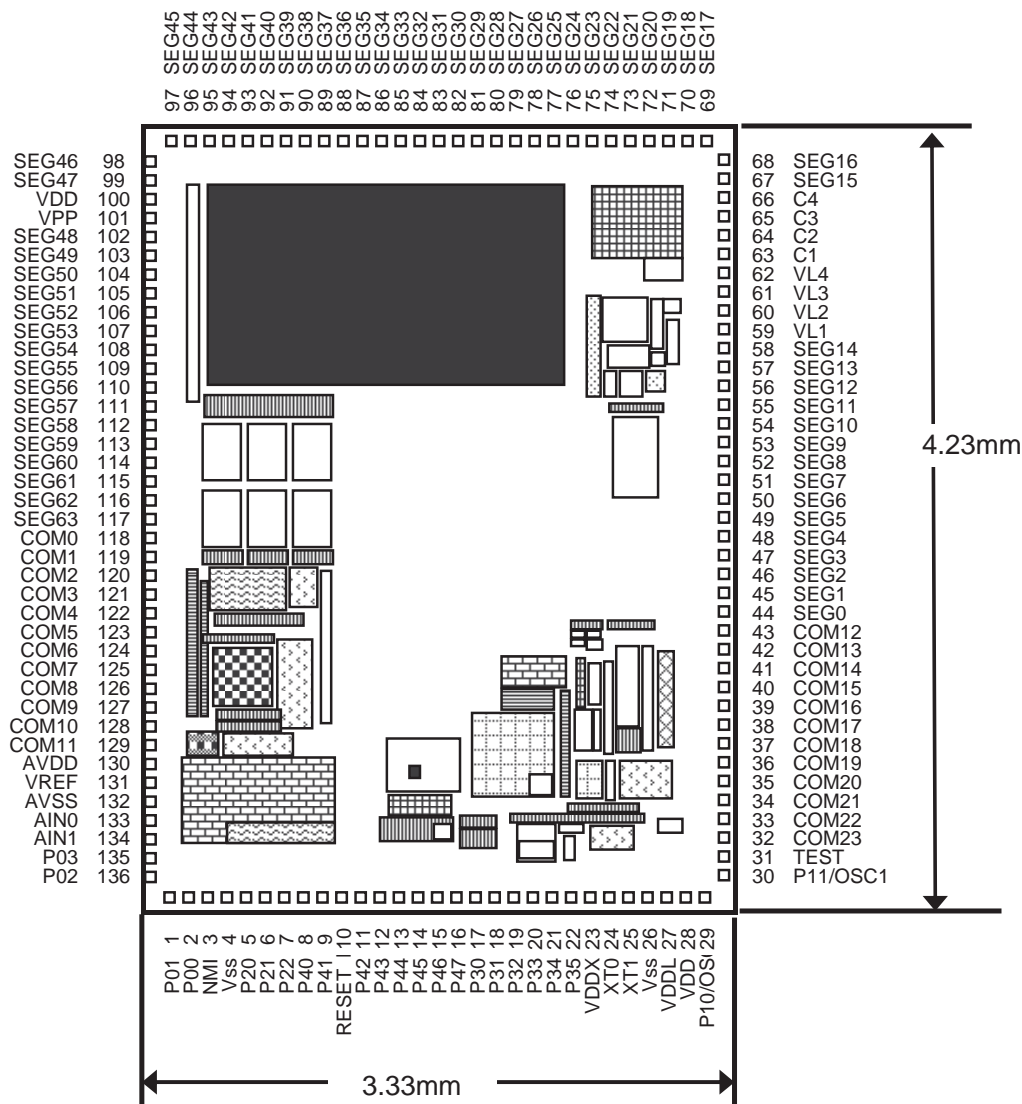 97 SEG45
96 SEG44
95 SEG43
94 SEG42
93 SEG41
92 SEG40
91 SEG39
90 SEG38
89 SEG37
88 SEG36
87 SEG35
86 SEG34
85 SEG33
84 SEG32
83 SEG31
82 SEG30
81 SEG29
80 SEG28
79 SEG27
78 SEG26
77 SEG25
76 SEG24
75 SEG23
74 SEG22
73 SEG21
72 SEG20
71 SEG19
70 SEG18
69 SEG17
SEG46 98
SEG47 99
VDD 100
VPP 101
SEG48 102
SEG49 103
SEG50 104
SEG51 105
SEG52 106
SEG53 107
SEG54 108
SEG55 109
SEG56 110
SEG57 111
SEG58 112
SEG59 113
SEG60 114
SEG61 115
SEG62 116
SEG63 117
COM0 118
COM1 119
COM2 120
COM3 121
COM4 122
COM5 123
COM6 124
COM7 125
COM8 126
COM9 127
COM10 128
COM11 129
AVDD 130
VREF 131
AVSS 132
AIN0 133
AIN1 134
P03 135
P02 136
68 SEG16
67 SEG15
66 C4
65 C3
64 C2
63 C1
62 VL4
61 VL3
60 VL2
59 VL1
58 SEG14
57 SEG13
56 SEG12
55 SEG11
54 SEG10
53 SEG9
52 SEG8
51 SEG7
50 SEG6
49 SEG5
48 SEG4
47 SEG3
46 SEG2
45 SEG1
44 SEG0
43 COM12
42 COM13
41 COM14
40 COM15
39 COM16
38 COM17
37 COM18
36 COM19
35 COM20
34 COM21
33 COM22
32 COM23
31 TEST
30 P11/OSC1
4.23mm
P01 1
P00 2
NMI 3
Vss 4
P20 5
P21 6
P22 7
P40 8
P41 9
RESET_ 10
P42 11
P43 12
P44 13
P45 14
P46 15
P47 16
P30 17
P31 18
P32 19
P33 20
P34 21
P35 22
VDDX 23
XT0 24
XT1 25
Vss 26
VDDL 27
VDD 28
P10/OS 29
3.33mm